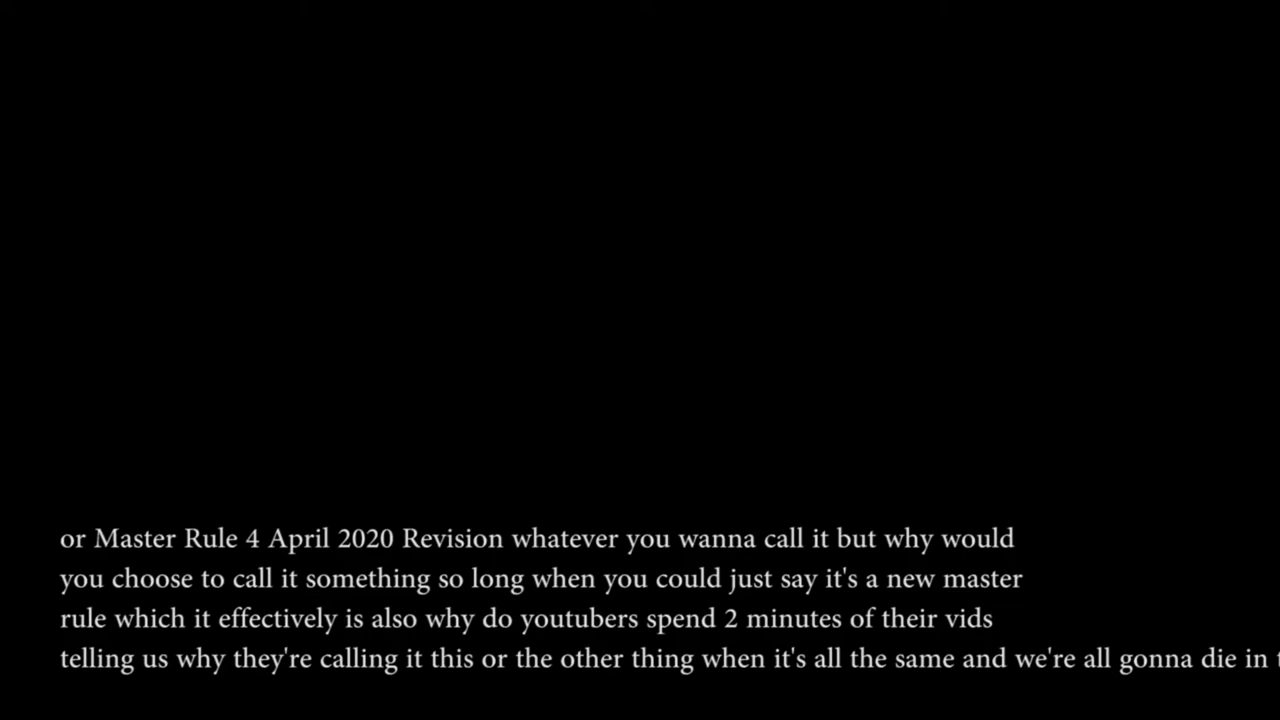 or Master Rule 4 April 2020 Revision whatever you wanna call it but why would
you choose to call it something so long when you could just say it's a new master
rule which it effectively is also why do youtubers spend 2 minutes of their vids
telling us why they're calling it this or the other thing when it's all the same and we're all gonna die in